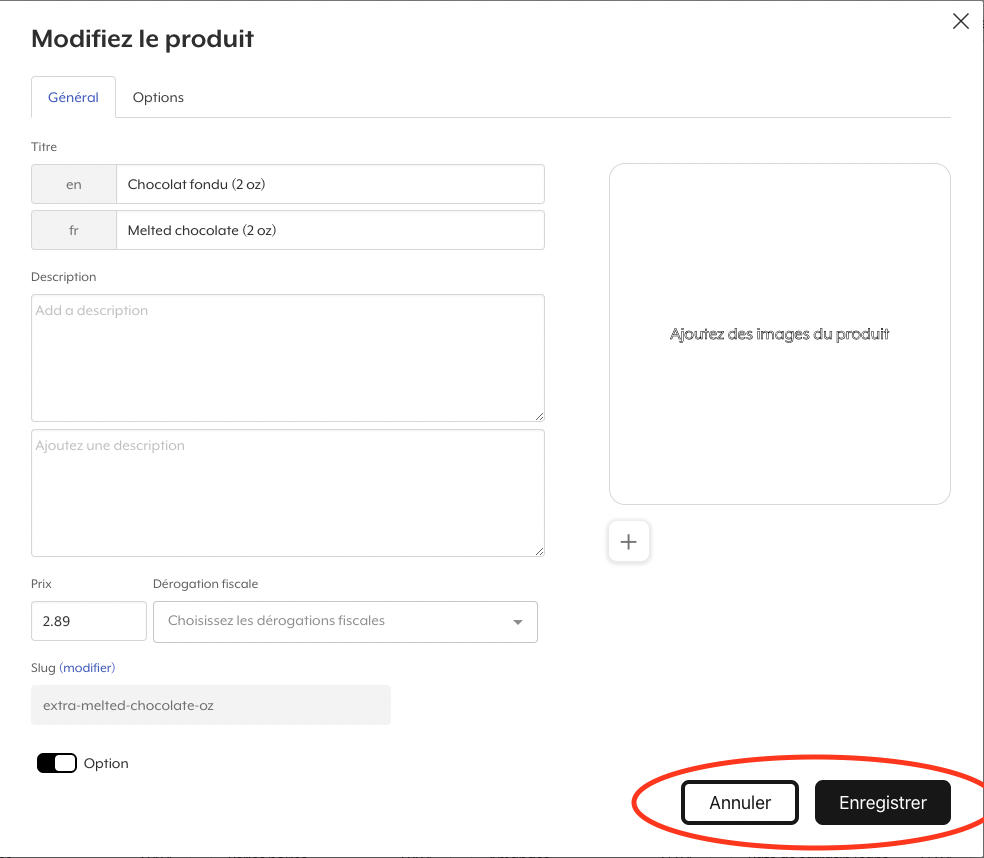 Modifiez le produit
Général Options
Titre
en Chocolat fondu (2 oz)
fr Melted chocolate (2 oz)
Description
Add a description
Ajoutez une description
Ajoutez des images du produit
Prix Dérogation fiscale
2.89 Choisissez les dérogations fiscales
Slug (modifier)
extra-melted-chocolate-oz
Option
Annuler Enregistrer